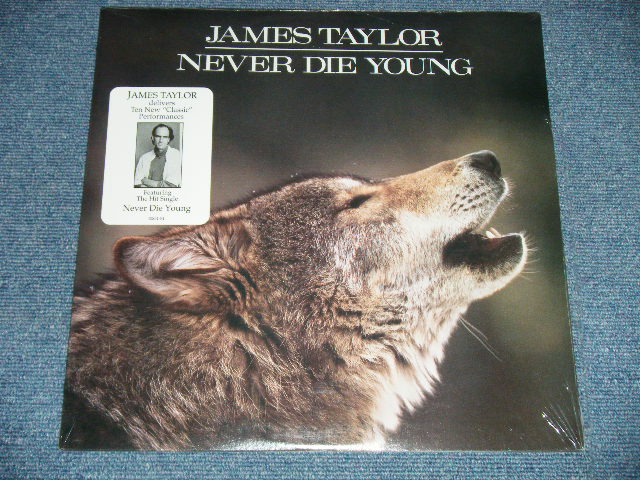 JAMES TAYLOR
NEVER DIE YOUNG
JAMES TAYLOR
delivers
Ten New "Classic"
Performances
Featuring
The Hit Single
Never Die Young